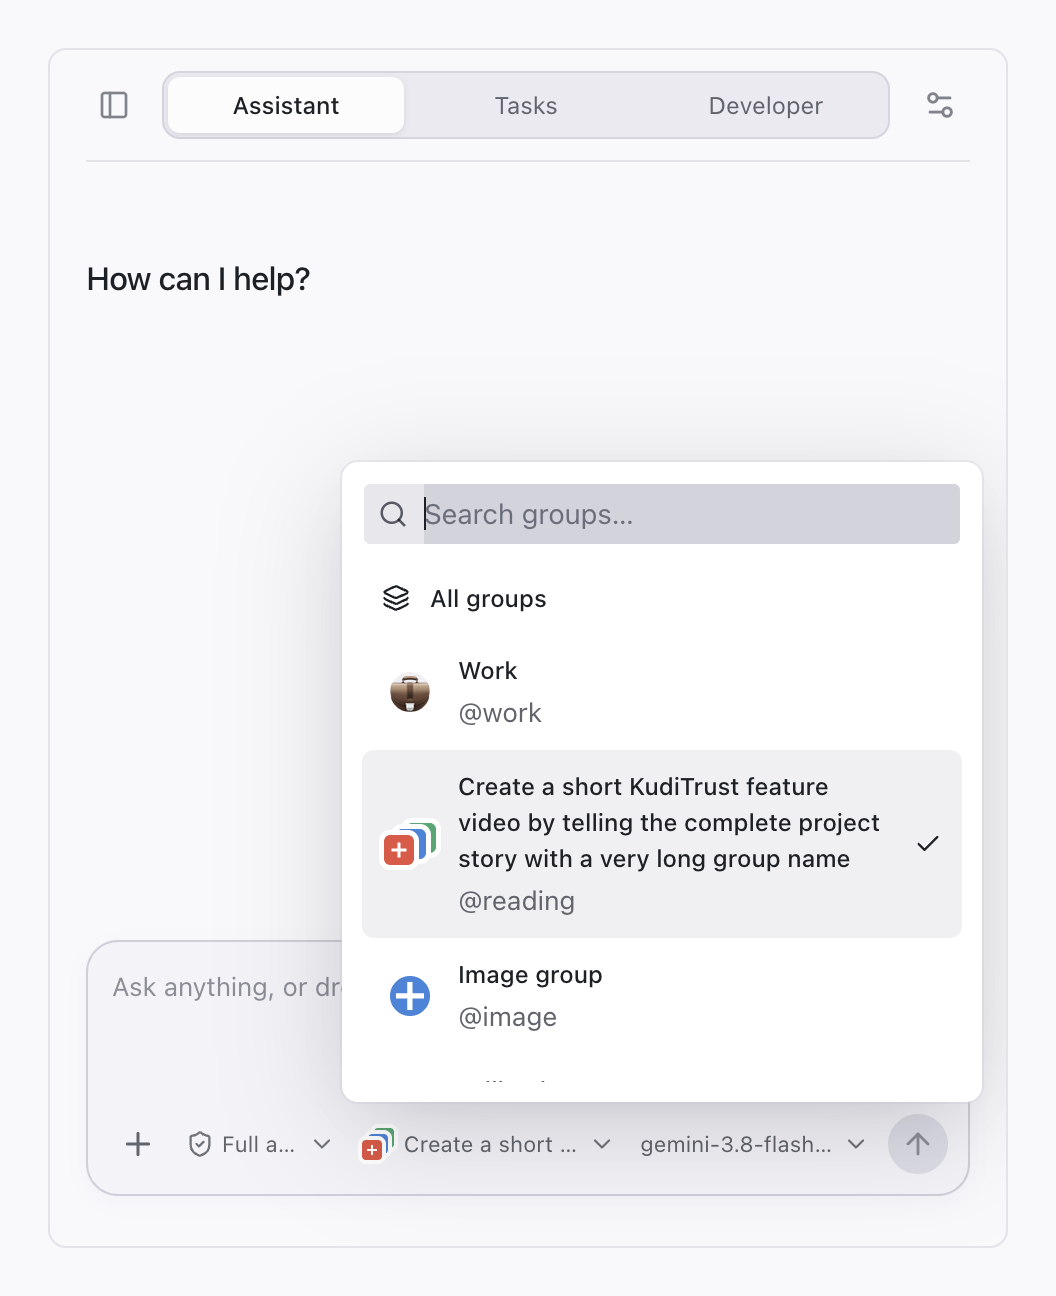 Assistant
Tasks
Developer
How can I help?
Search groups...
All groups
Work
@work
Create a short KudiTrust feature
video by telling the complete project
story with a very long group name
@reading
Image group
@image
Ask anything, or
Full a...
Create a short ...
gemini-3.8-flash...